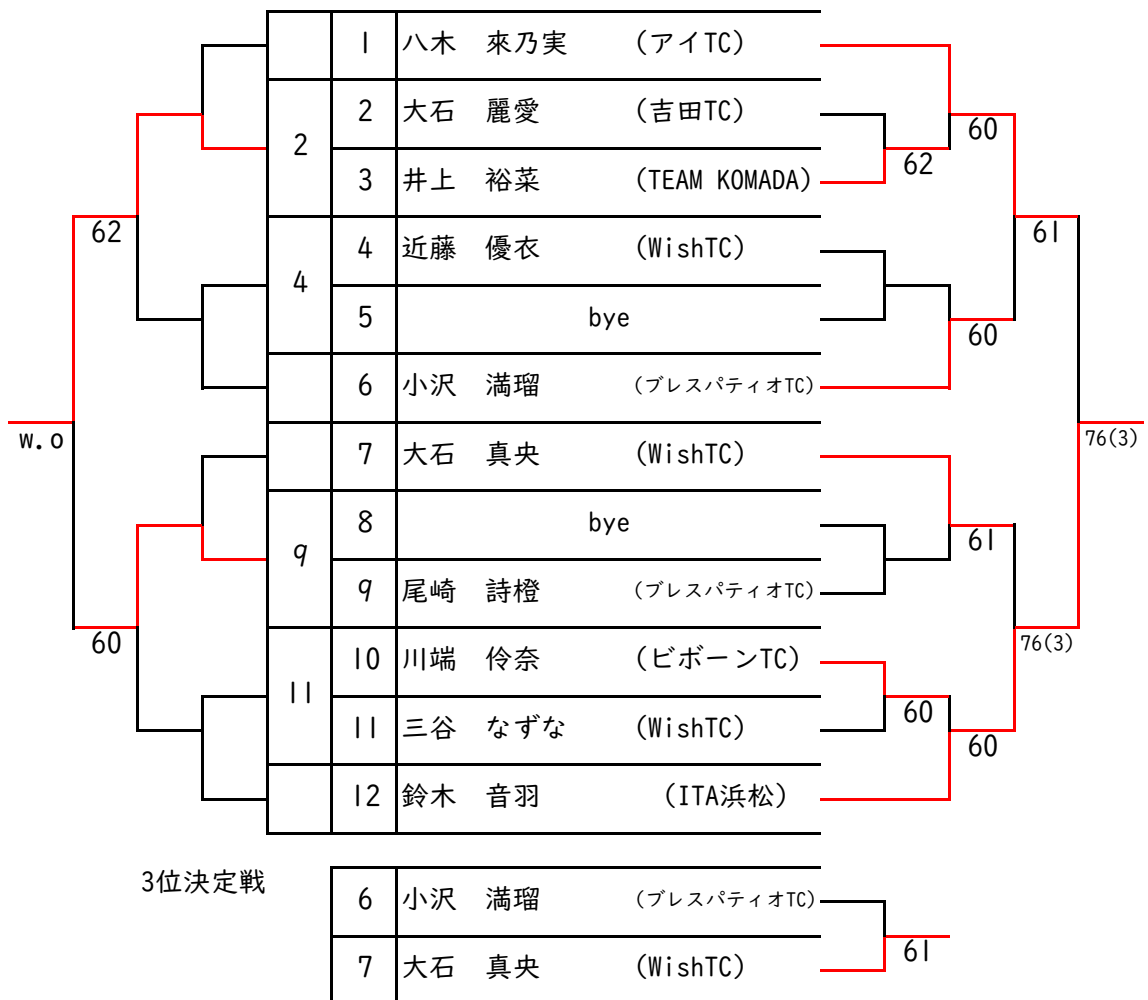 1 八木 來乃実 (アイTC)
2 大石 麗愛 (吉田TC) 60
2 62
3 井上 裕菜 (TEAM KOMADA)
62 4 近藤 優衣 (WishTC) 61
4
5 bye 60
6 小沢 満瑠 (ブレスパティオTC)
w.o 76(3)
7 大石 真央 (WishTC)
8 bye 61
9
9 尾崎 詩橙 (ブレスパティオTC)
60 10 川端 伶奈 (ビボーンTC) 76(3)
11 60
11 三谷 なずな (WishTC) 60
12 鈴木 音羽 (ITA浜松)
3位決定戦
6 小沢 満瑠 (ブレスパティオTC)
61
7 大石 真央 (WishTC)